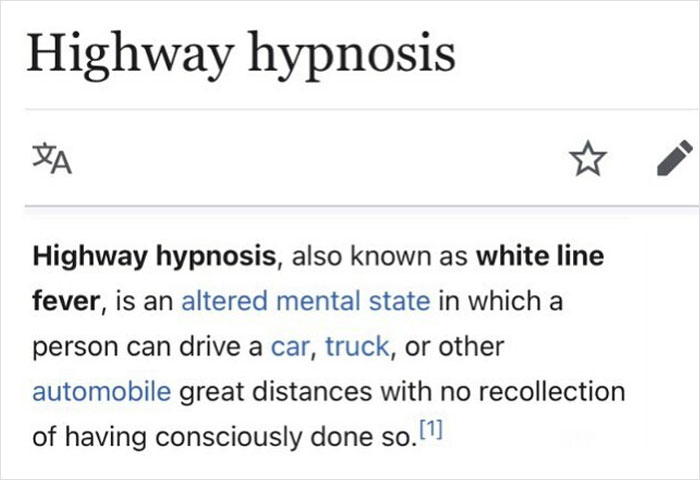 Highway hypnosis
文A
Highway hypnosis, also known as white line
fever, is an altered mental state in which a
person can drive a car, truck, or other
automobile great distances with no recollection
of having consciously done so.[1]